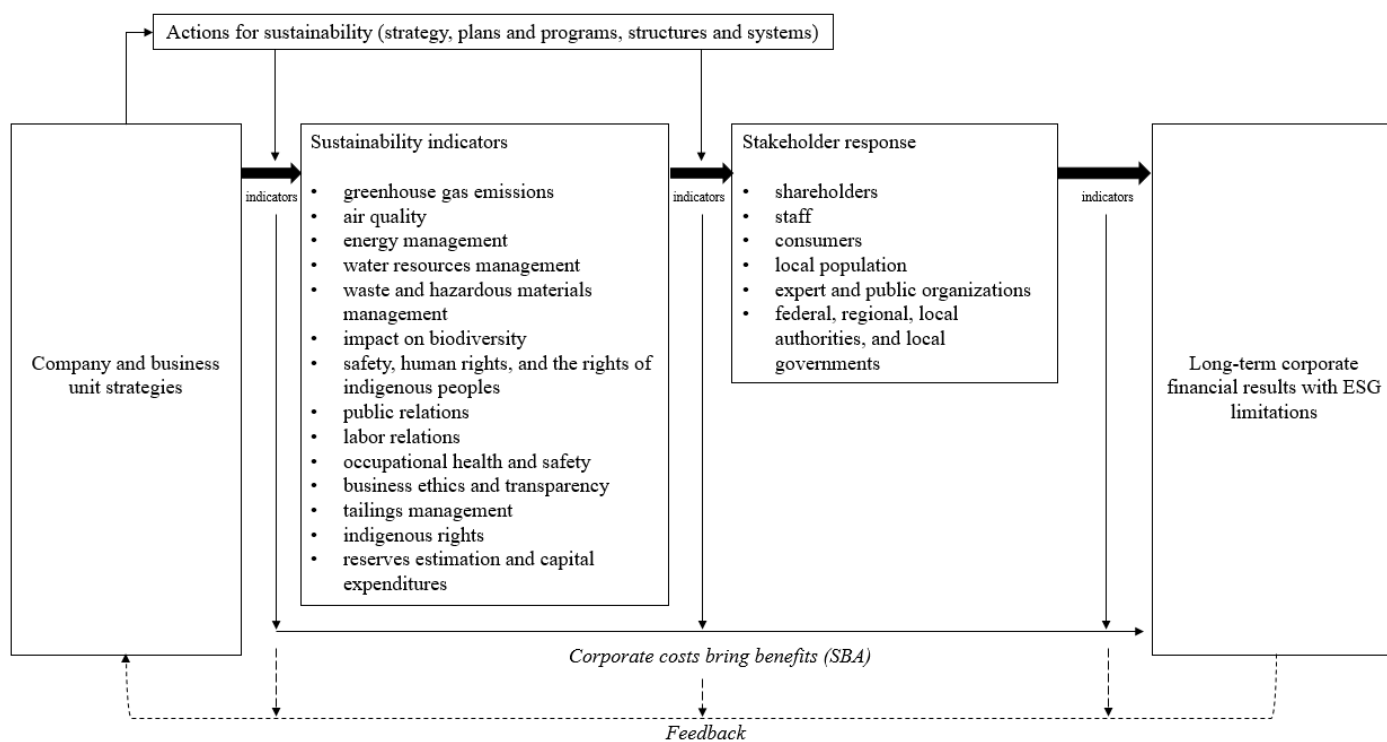 Actions for sustainability (strategy, plans and programs, structures and systems)
Company and business
unit strategies
indicators
Sustainability indicators
• greenhouse gas emissions
• air quality
• energy management
• water resources management
• waste and hazardous materials
management
• impact on biodiversity
• safety, human rights, and the rights of
indigenous peoples
• public relations
• labor relations
• occupational health and safety
• business ethics and transparency
• tailings management
• indigenous rights
• reserves estimation and capital
expenditures
indicators
Stakeholder response
• shareholders
• staff
• consumers
• local population
• expert and public organizations
• federal, regional, local
authorities, and local
governments
indicators
Long-term corporate
financial results with ESG
limitations
Corporate costs bring benefits (SBA)
Feedback